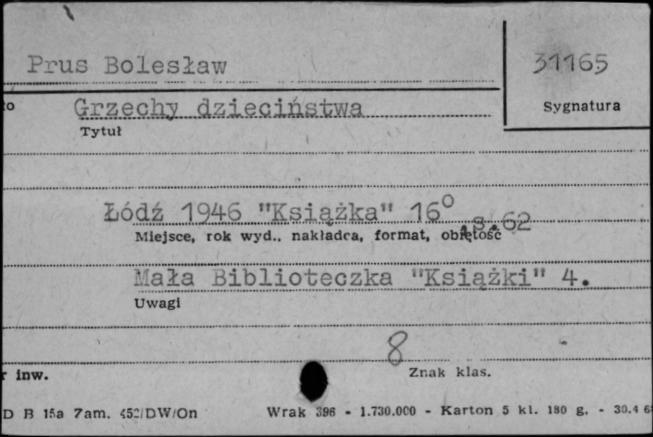 Prus Bolesław
31165
Sygnatura
Grzechy dzieciństwa
Tytuł
Łódź 1946 "Książka" 16⁰, s. 62
Miejsce, rok wyd., nakładca, format, objętość
Mała Biblioteczka "Książki" 4.
Uwagi
8
r inw.
Znak klas.
D B 15a Zam. 452/DW/On Wrak 396 - 1.730.000 - Karton 5 kl. 180 g. - 30.4 6